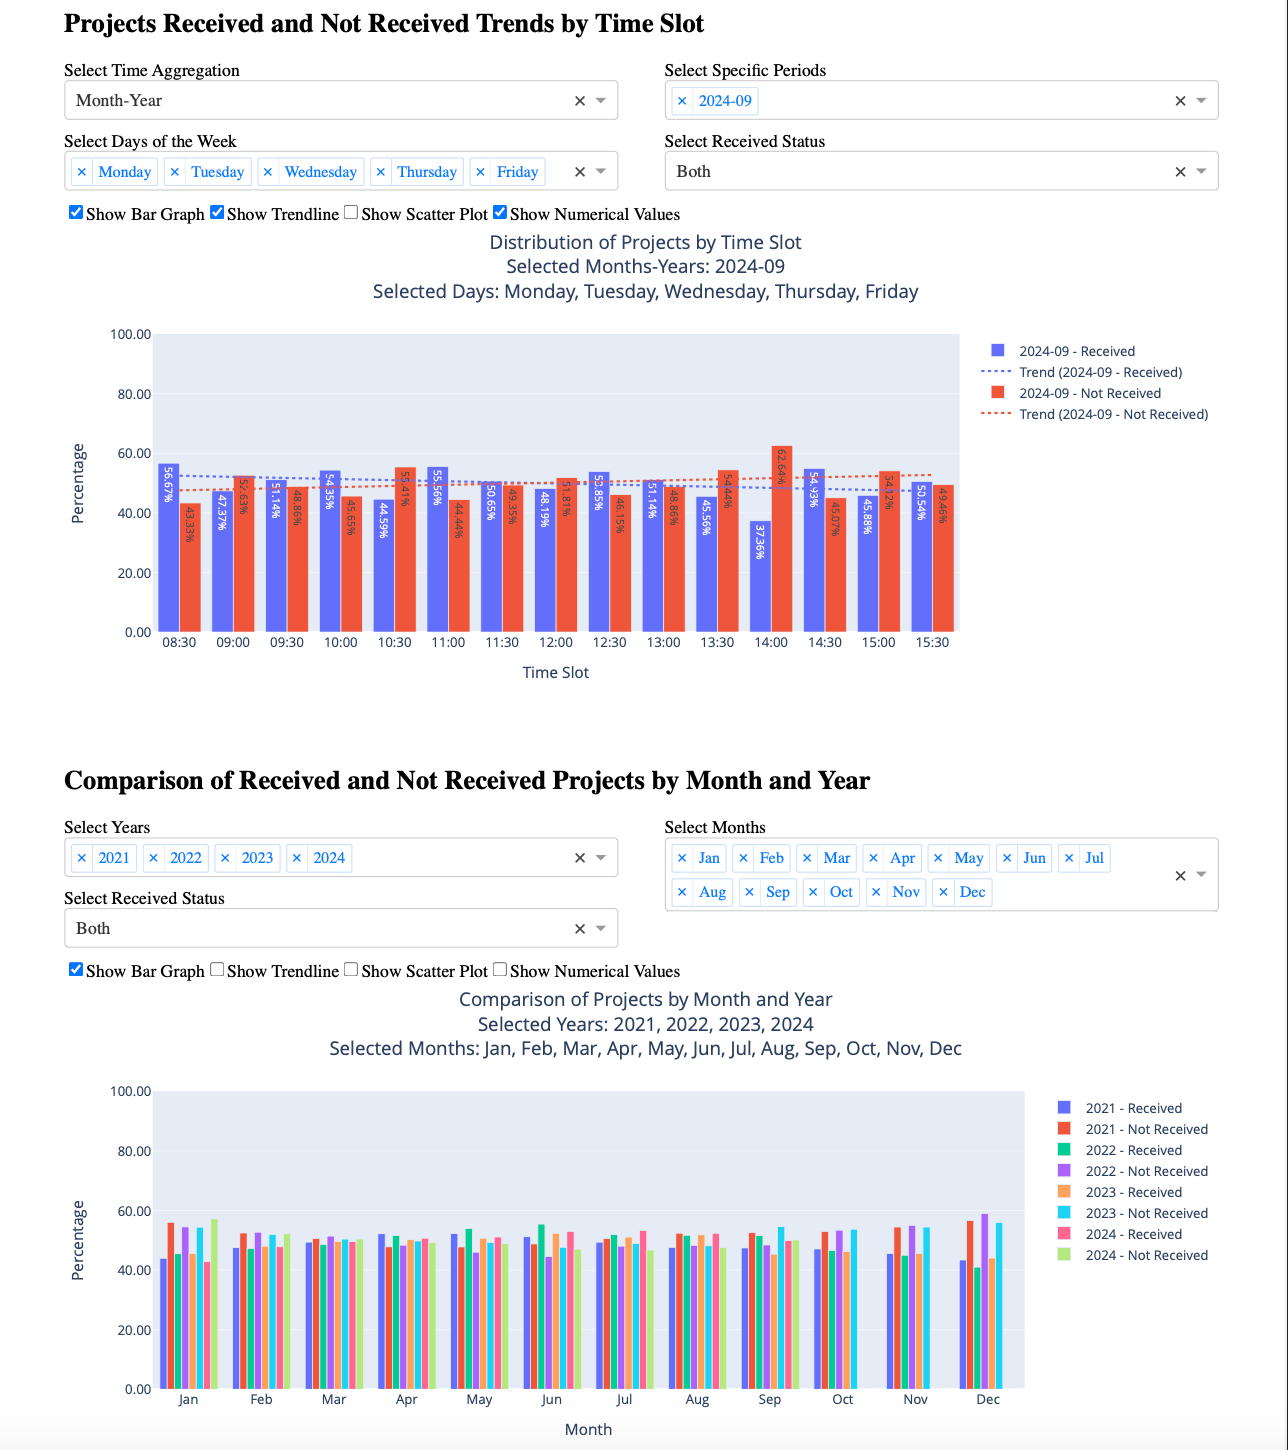 Projects Received and Not Received Trends by Time Slot
Select Time Aggregation
Month-Year
Select Specific Periods
× 2024-09
Select Days of the Week
× Monday × Tuesday × Wednesday × Thursday × Friday
Select Received Status
Both
Show Bar Graph Show Trendline Show Scatter Plot Show Numerical Values
Distribution of Projects by Time Slot
Selected Months-Years: 2024-09
Selected Days: Monday, Tuesday, Wednesday, Thursday, Friday
Percentage
100.00
80.00
60.00
40.00
20.00
0.00
56.67% 43.33% 47.37% 52.63% 51.14% 48.86% 54.35% 45.65% 44.59% 55.41% 55.56% 44.44% 50.65% 49.35% 48.19% 51.81% 53.85% 46.15% 51.14% 48.86% 45.56% 54.44% 37.36% 62.64% 54.93% 45.07% 45.88% 54.12% 50.54% 49.46%
08:30 09:00 09:30 10:00 10:30 11:00 11:30 12:00 12:30 13:00 13:30 14:00 14:30 15:00 15:30
Time Slot
2024-09 - Received
Trend (2024-09 - Received)
2024-09 - Not Received
Trend (2024-09 - Not Received)
Comparison of Received and Not Received Projects by Month and Year
Select Years
× 2021 × 2022 × 2023 × 2024
Select Months
× Jan × Feb × Mar × Apr × May × Jun × Jul
× Aug × Sep × Oct × Nov × Dec
Select Received Status
Both
Show Bar Graph Show Trendline Show Scatter Plot Show Numerical Values
Comparison of Projects by Month and Year
Selected Years: 2021, 2022, 2023, 2024
Selected Months: Jan, Feb, Mar, Apr, May, Jun, Jul, Aug, Sep, Oct, Nov, Dec
Percentage
100.00
80.00
60.00
40.00
20.00
0.00
Jan Feb Mar Apr May Jun Jul Aug Sep Oct Nov Dec
Month
2021 - Received
2021 - Not Received
2022 - Received
2022 - Not Received
2023 - Received
2023 - Not Received
2024 - Received
2024 - Not Received